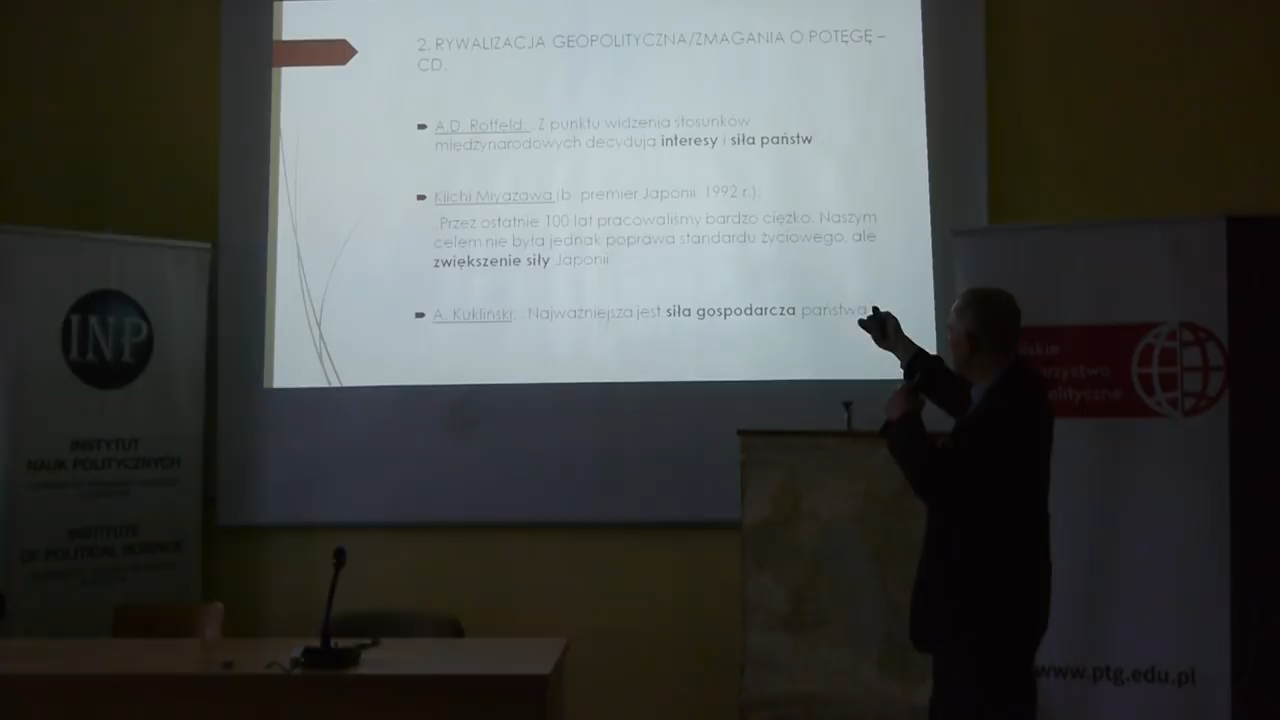 2. RYWALIZACJA GEOPOLITYCZNA/ZMAGANIA O POTĘGĘ –
CD.
A.D. Rotfeld: „Z punktu widzenia stosunków
międzynarodowych decydują interesy i siła państw
Kiichi Miyazawa (b. premier Japonii, 1992 r.):
„Przez ostatnie 100 lat pracowaliśmy bardzo ciężko. Naszym
celem nie była jednak poprawa standardu życiowego, ale
zwiększenie siły Japonii
A. Kukliński: „Najważniejsza jest siła gospodarcza państwa”
INP
INSTYTUT
NAUK POLITYCZNYCH
INSTITUTE
OF POLITICAL SCIENCE
www.ptg.edu.pl